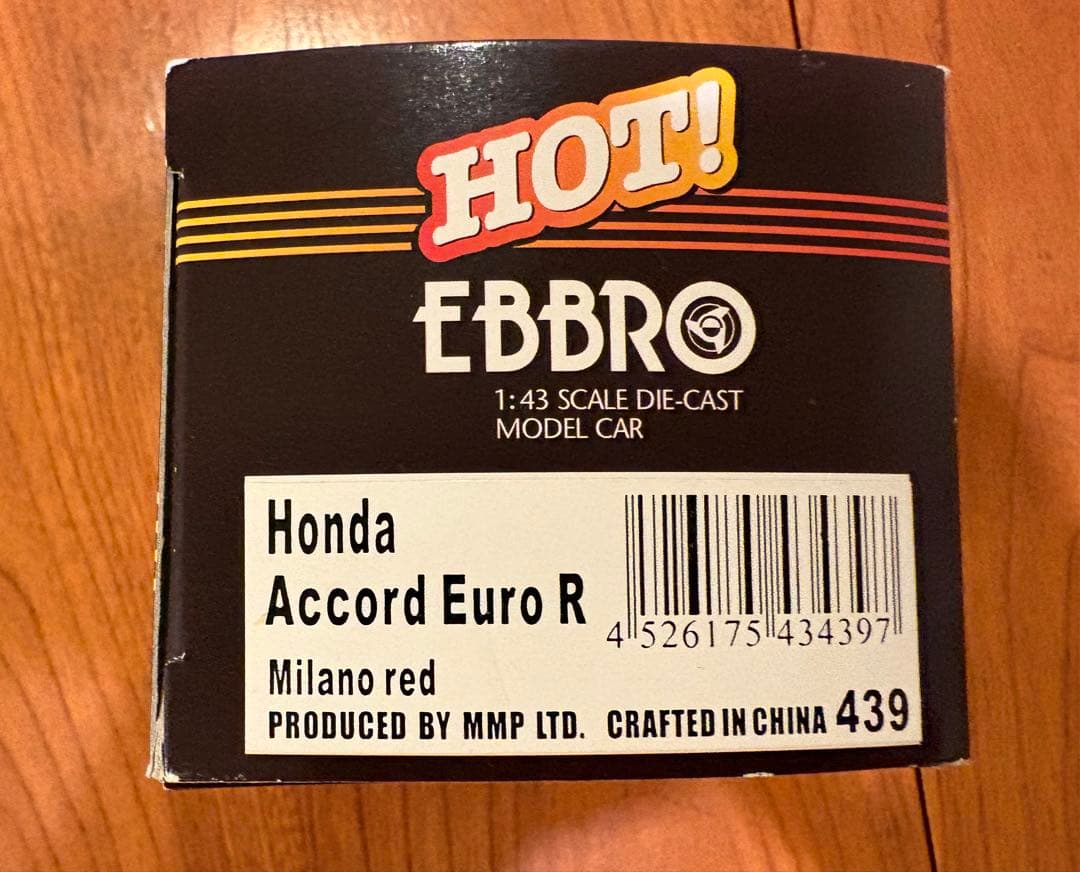 HOT!
EBBRO
1:43 SCALE DIE-CAST
MODEL CAR
Honda
Accord Euro R
4 526175 434397
Milano red
PRODUCED BY MMP LTD. CRAFTED IN CHINA 439